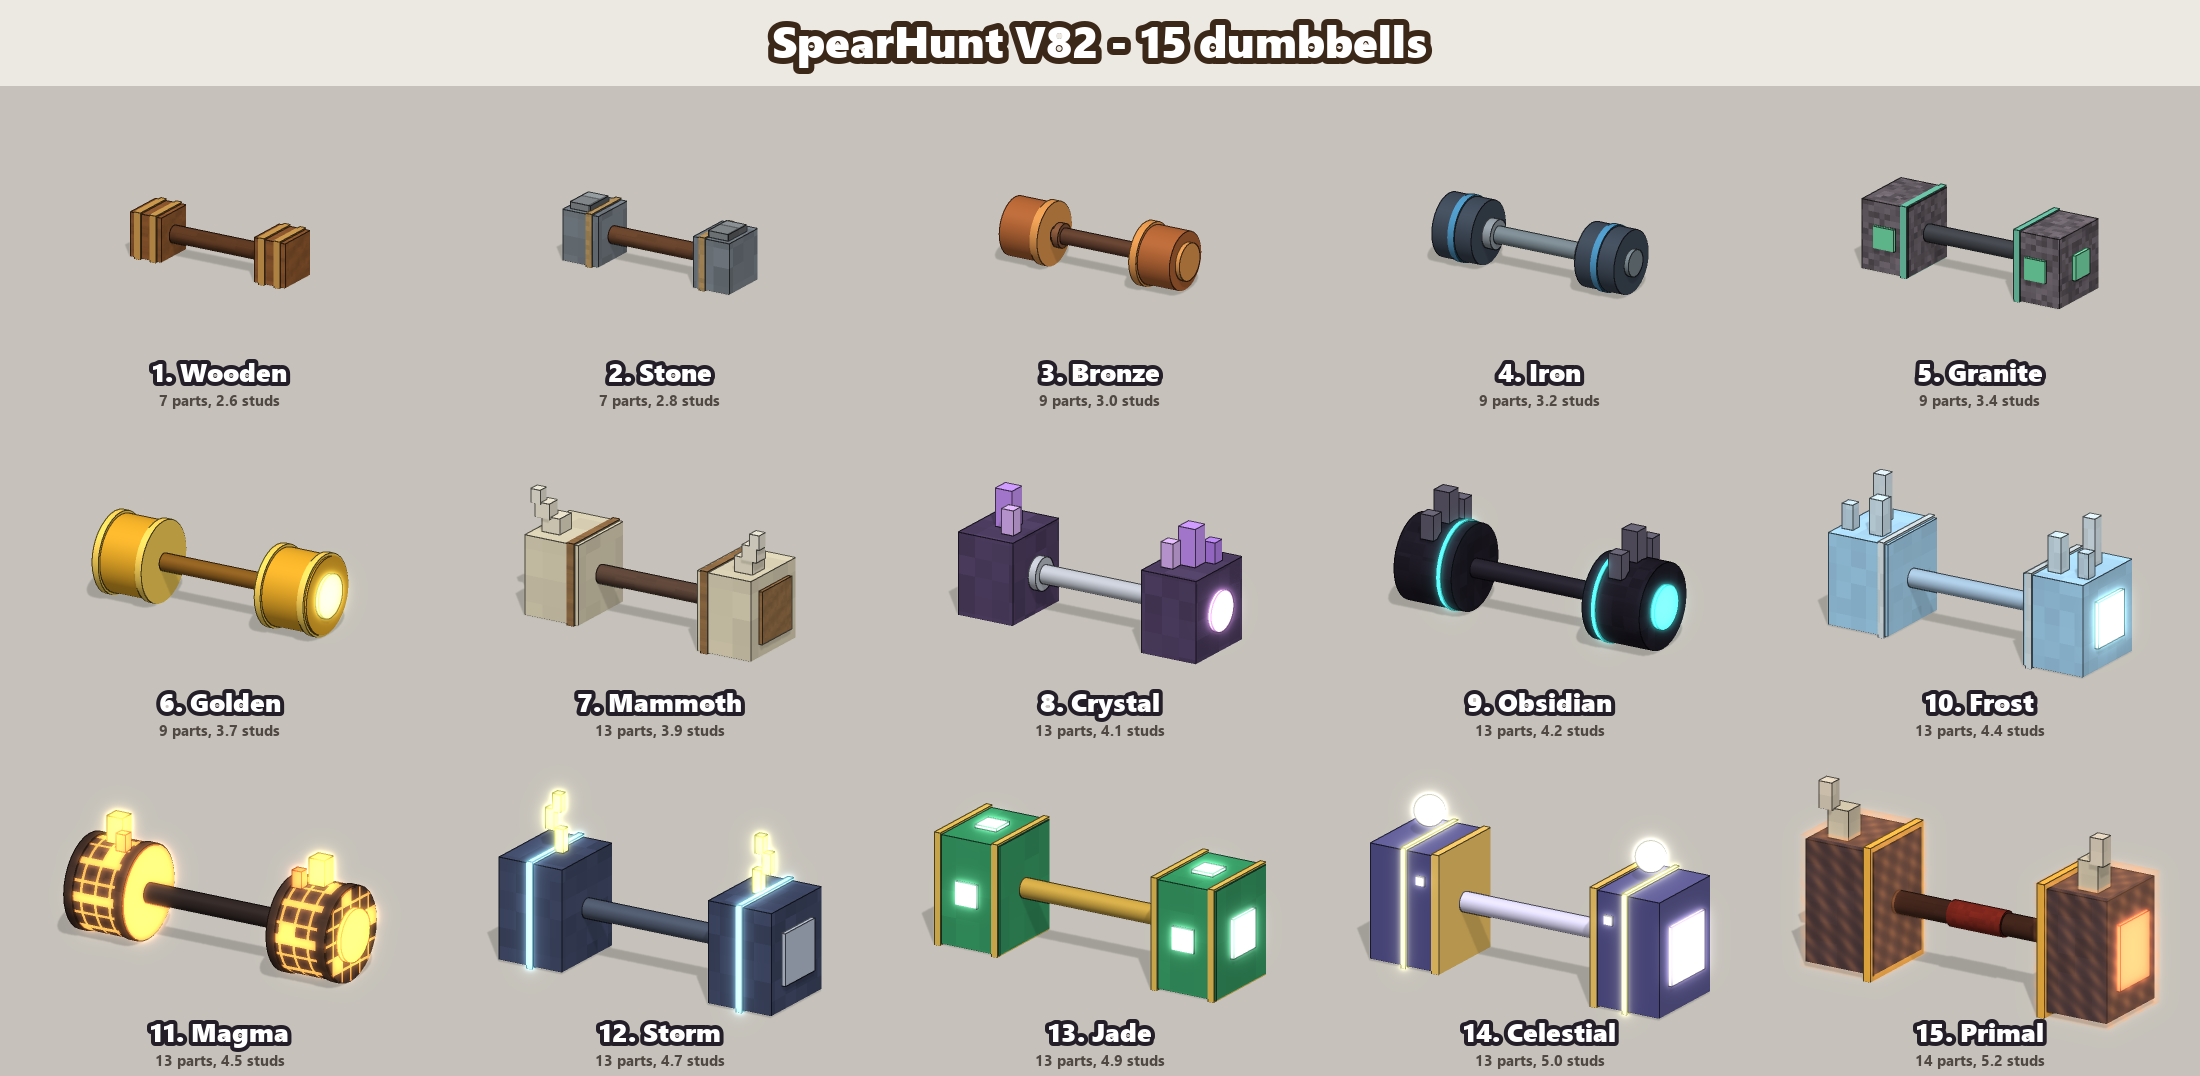 SpearHunt V82 - 15 dumbbells
1. Wooden
7 parts, 2.6 studs
2. Stone
7 parts, 2.8 studs
3. Bronze
9 parts, 3.0 studs
4. Iron
9 parts, 3.2 studs
5. Granite
9 parts, 3.4 studs
6. Golden
9 parts, 3.7 studs
7. Mammoth
13 parts, 3.9 studs
8. Crystal
13 parts, 4.1 studs
9. Obsidian
13 parts, 4.2 studs
10. Frost
13 parts, 4.4 studs
11. Magma
13 parts, 4.5 studs
12. Storm
13 parts, 4.7 studs
13. Jade
13 parts, 4.9 studs
14. Celestial
13 parts, 5.0 studs
15. Primal
14 parts, 5.2 studs